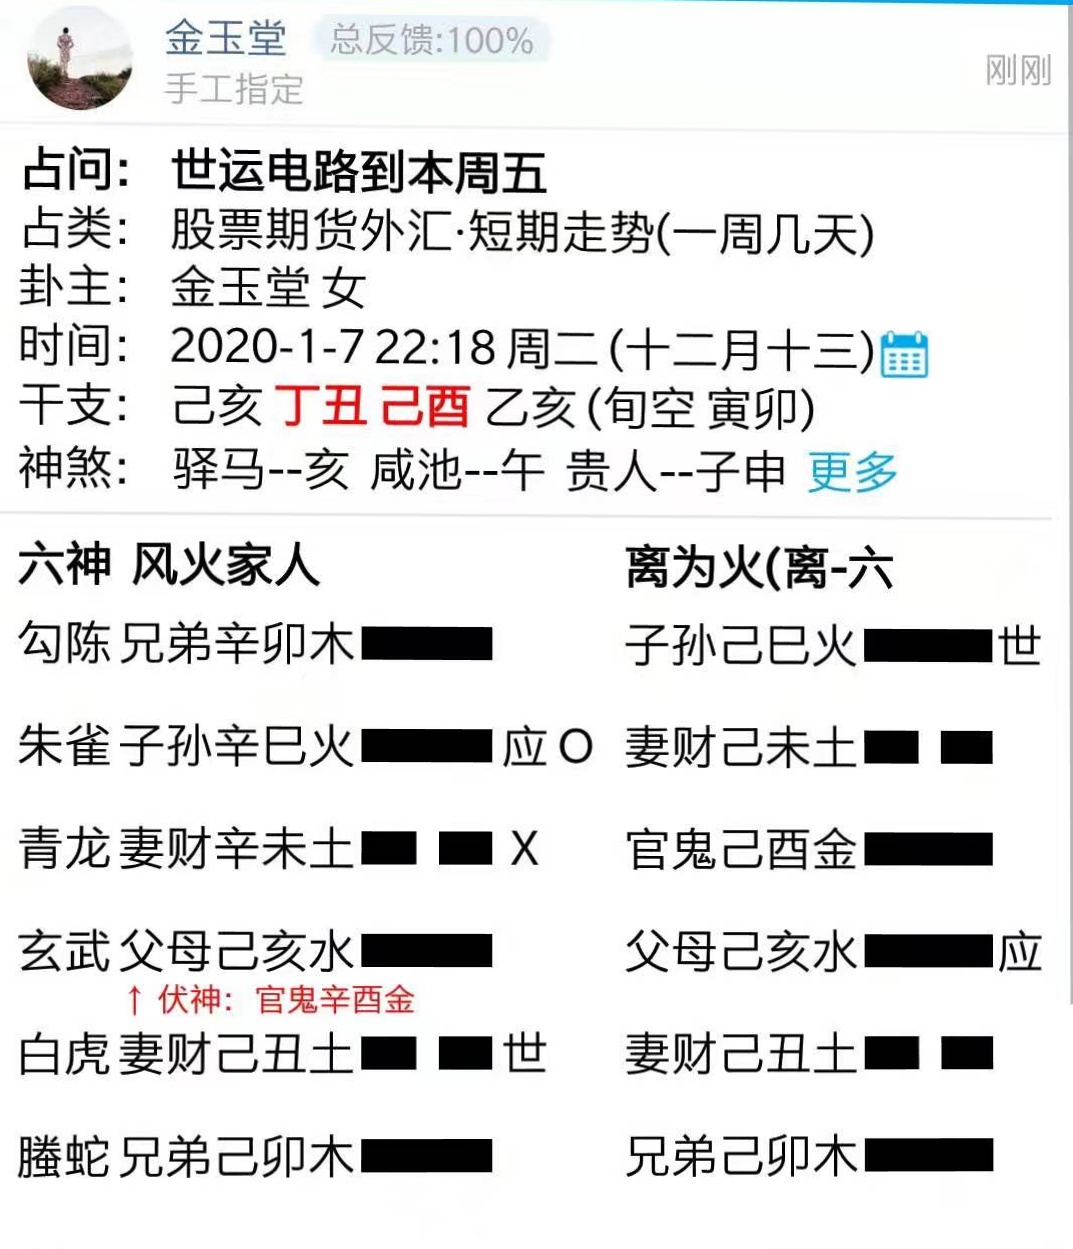 金玉堂 总反馈:100%
手工指定
刚刚
占问: 世运电路到本周五
占类: 股票期货外汇·短期走势(一周几天)
卦主: 金玉堂 女
时间: 2020-1-7 22:18 周二 (十二月十三)
干支: 己亥 丁丑 己酉 乙亥 (旬空 寅卯)
神煞: 驿马--亥 咸池--午 贵人--子申 更多
六神 风火家人 离为火(离-六
勾陈 兄弟辛卯木 子孙己巳火 世
朱雀 子孙辛巳火 应 O 妻财己未土
青龙 妻财辛未土 X 官鬼己酉金
玄武 父母己亥水 父母己亥水 应
↑ 伏神: 官鬼辛酉金
白虎 妻财己丑土 世 妻财己丑土
螣蛇 兄弟己卯木 兄弟己卯木